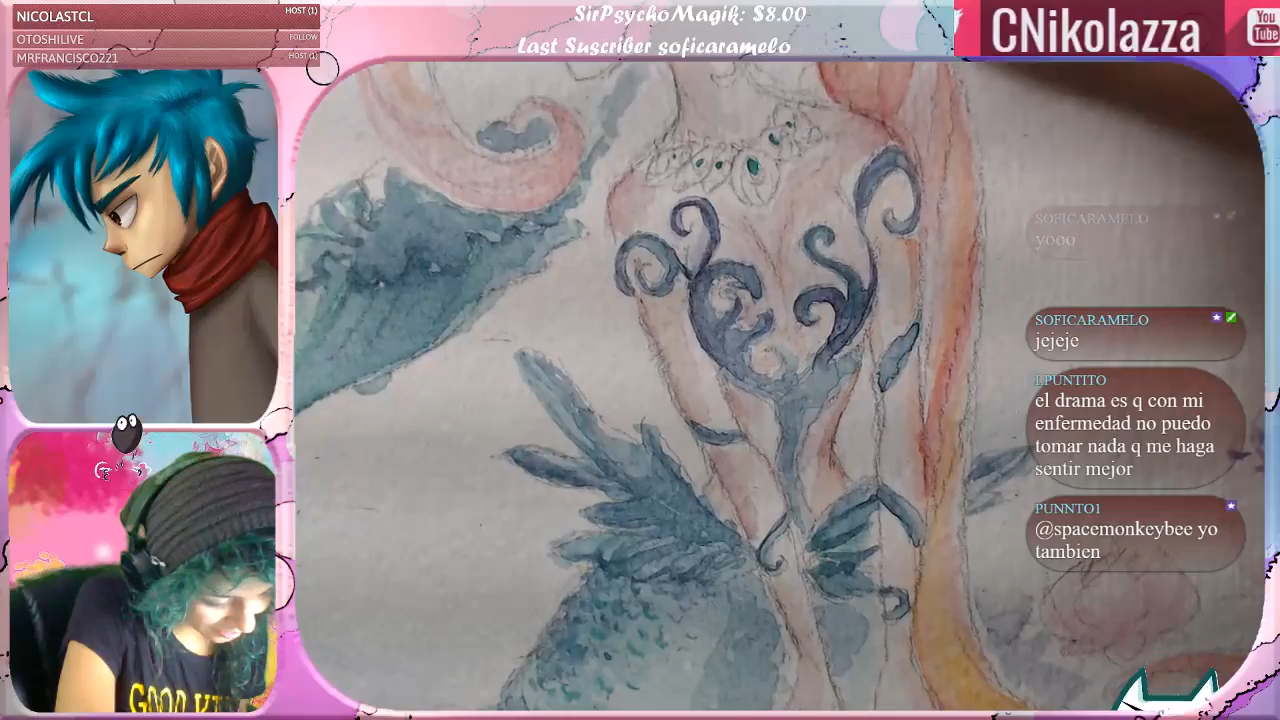 NICOLASTCL
HOST (1)
OTOSHILIVE
FOLLOW
MRFRANCISCO221
HOST (1)
SirPsychoMagik: $8.00
Last Suscriber soficaramelo
CNikolazza
You
Tube
SOFICARAMELO
yooo
SOFICARAMELO
jejeje
LPUNTITO
el drama es q con mi
enfermedad no puedo
tomar nada q me haga
sentir mejor
PUNNTO1
@spacemonkeybee yo
tambien
GOOD